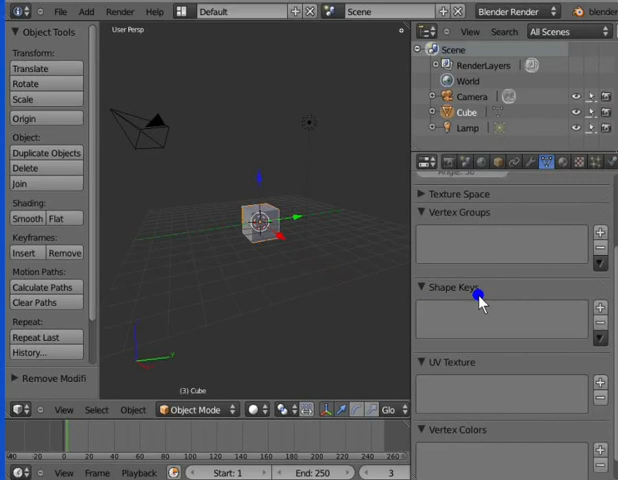 File Add Render Help Default Scene Blender Render
Object Tools
Transform:
Translate
Rotate
Scale
Origin
Object:
Duplicate Objects
Delete
Join
Shading:
Smooth Flat
Keyframes:
Insert Remove
Motion Paths:
Calculate Paths
Clear Paths
Repeat:
Repeat Last
History...
Remove Modifi
User Persp
(3) Cube
View Select Object Object Mode Glo
-40 -20 0 20 40 60 80 100 120 140 160 180 200 220 240 260
View Frame Playback Start: 1 End: 250 3
View Search All Scenes
Scene
RenderLayers
World
Camera
Cube
Lamp
Texture Space
Vertex Groups
Shape Keys
UV Texture
Vertex Colors